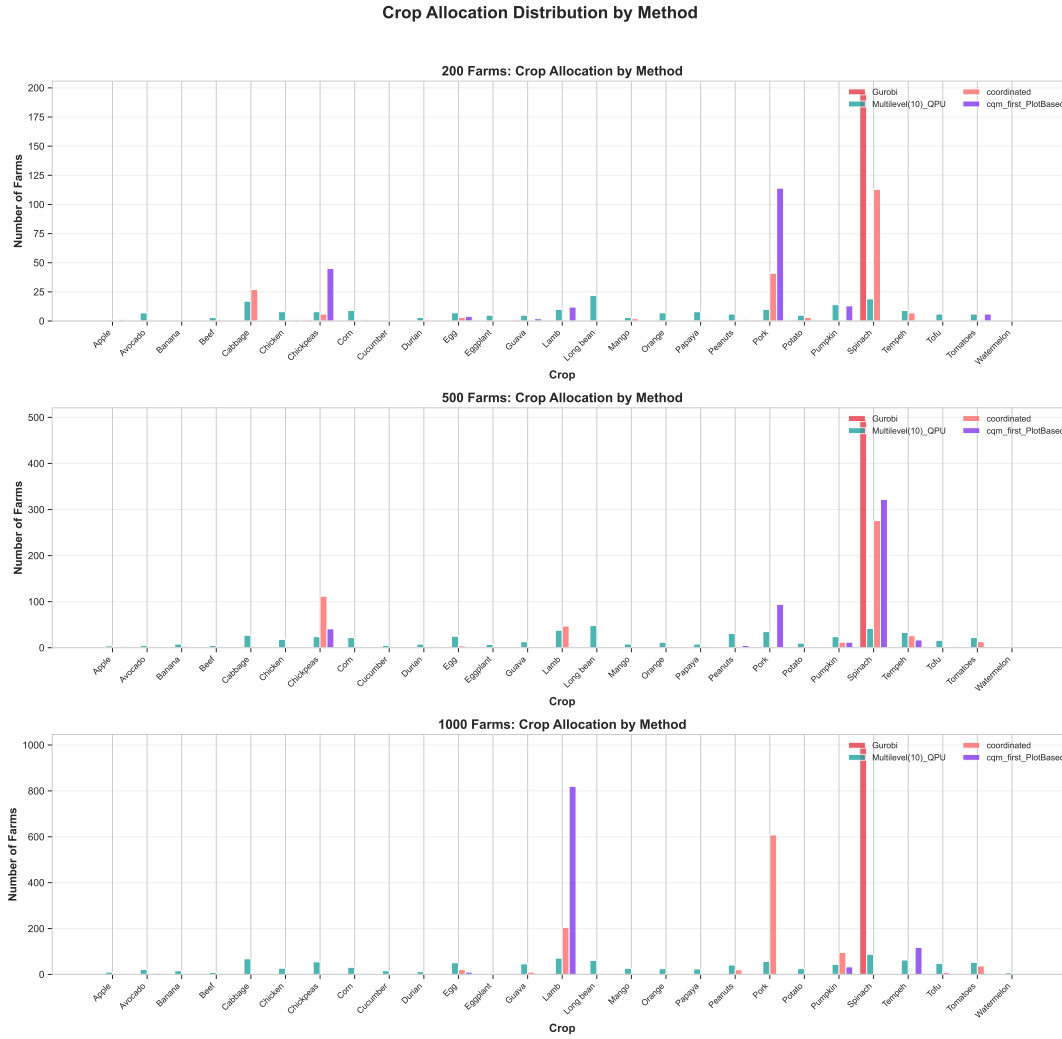 Crop Allocation Distribution by Method
200 Farms: Crop Allocation by Method
Gurobi
Multilevel(10)_QPU
coordinated
cqm_first_PlotBased
Number of Farms
200
175
150
125
100
75
50
25
0
Apple
Avocado
Banana
Beef
Cabbage
Chicken
Chickpeas
Corn
Cucumber
Durian
Egg
Eggplant
Guava
Lamb
Long bean
Mango
Orange
Papaya
Peanuts
Pork
Potato
Pumpkin
Spinach
Tempeh
Tofu
Tomatoes
Watermelon
Crop
500 Farms: Crop Allocation by Method
Gurobi
Multilevel(10)_QPU
coordinated
cqm_first_PlotBased
Number of Farms
500
400
300
200
100
0
Apple
Avocado
Banana
Beef
Cabbage
Chicken
Chickpeas
Corn
Cucumber
Durian
Egg
Eggplant
Guava
Lamb
Long bean
Mango
Orange
Papaya
Peanuts
Pork
Potato
Pumpkin
Spinach
Tempeh
Tofu
Tomatoes
Watermelon
Crop
1000 Farms: Crop Allocation by Method
Gurobi
Multilevel(10)_QPU
coordinated
cqm_first_PlotBased
Number of Farms
1000
800
600
400
200
0
Apple
Avocado
Banana
Beef
Cabbage
Chicken
Chickpeas
Corn
Cucumber
Durian
Egg
Eggplant
Guava
Lamb
Long bean
Mango
Orange
Papaya
Peanuts
Pork
Potato
Pumpkin
Spinach
Tempeh
Tofu
Tomatoes
Watermelon
Crop